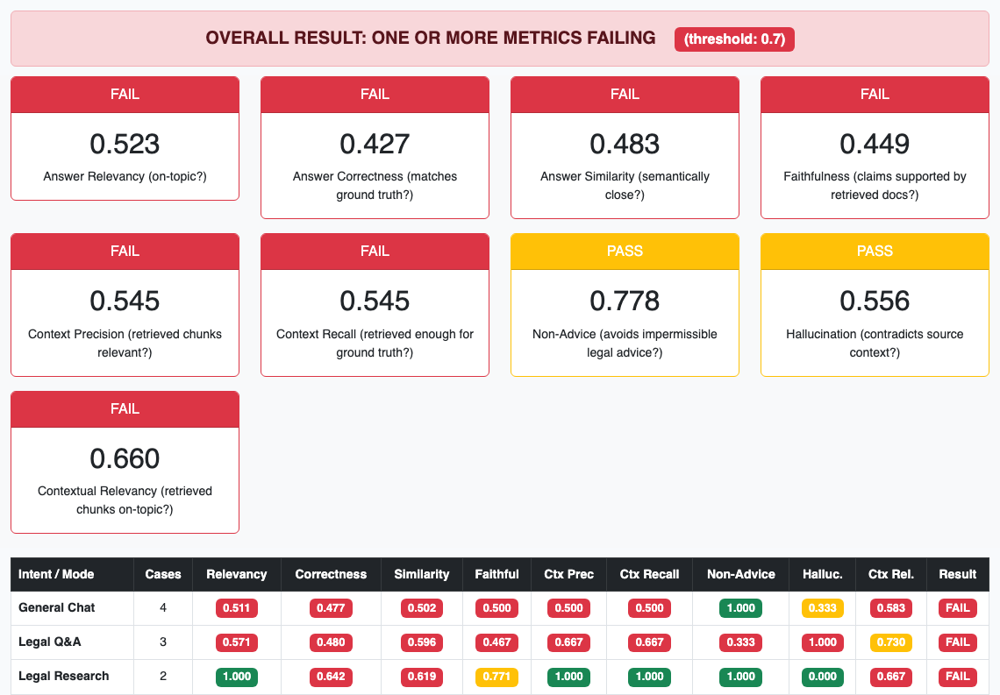 OVERALL RESULT: ONE OR MORE METRICS FAILING (threshold: 0.7)
FAIL
0.523
Answer Relevancy (on-topic?)
FAIL
0.427
Answer Correctness (matches
ground truth?)
FAIL
0.483
Answer Similarity (semantically
close?)
FAIL
0.449
Faithfulness (claims supported by
retrieved docs?)
FAIL
0.545
Context Precision (retrieved chunks
relevant?)
FAIL
0.545
Context Recall (retrieved enough for
ground truth?)
PASS
0.778
Non-Advice (avoids impermissible
legal advice?)
PASS
0.556
Hallucination (contradicts source
context?)
FAIL
0.660
Contextual Relevancy (retrieved
chunks on-topic?)
Intent / Mode Cases Relevancy Correctness Similarity Faithful Ctx Prec Ctx Recall Non-Advice Halluc. Ctx Rel. Result
General Chat 4 0.511 0.477 0.502 0.500 0.500 0.500 1.000 0.333 0.583 FAIL
Legal Q&A 3 0.571 0.480 0.596 0.467 0.667 0.667 0.333 1.000 0.730 FAIL
Legal Research 2 1.000 0.642 0.619 0.771 1.000 1.000 1.000 0.000 0.667 FAIL